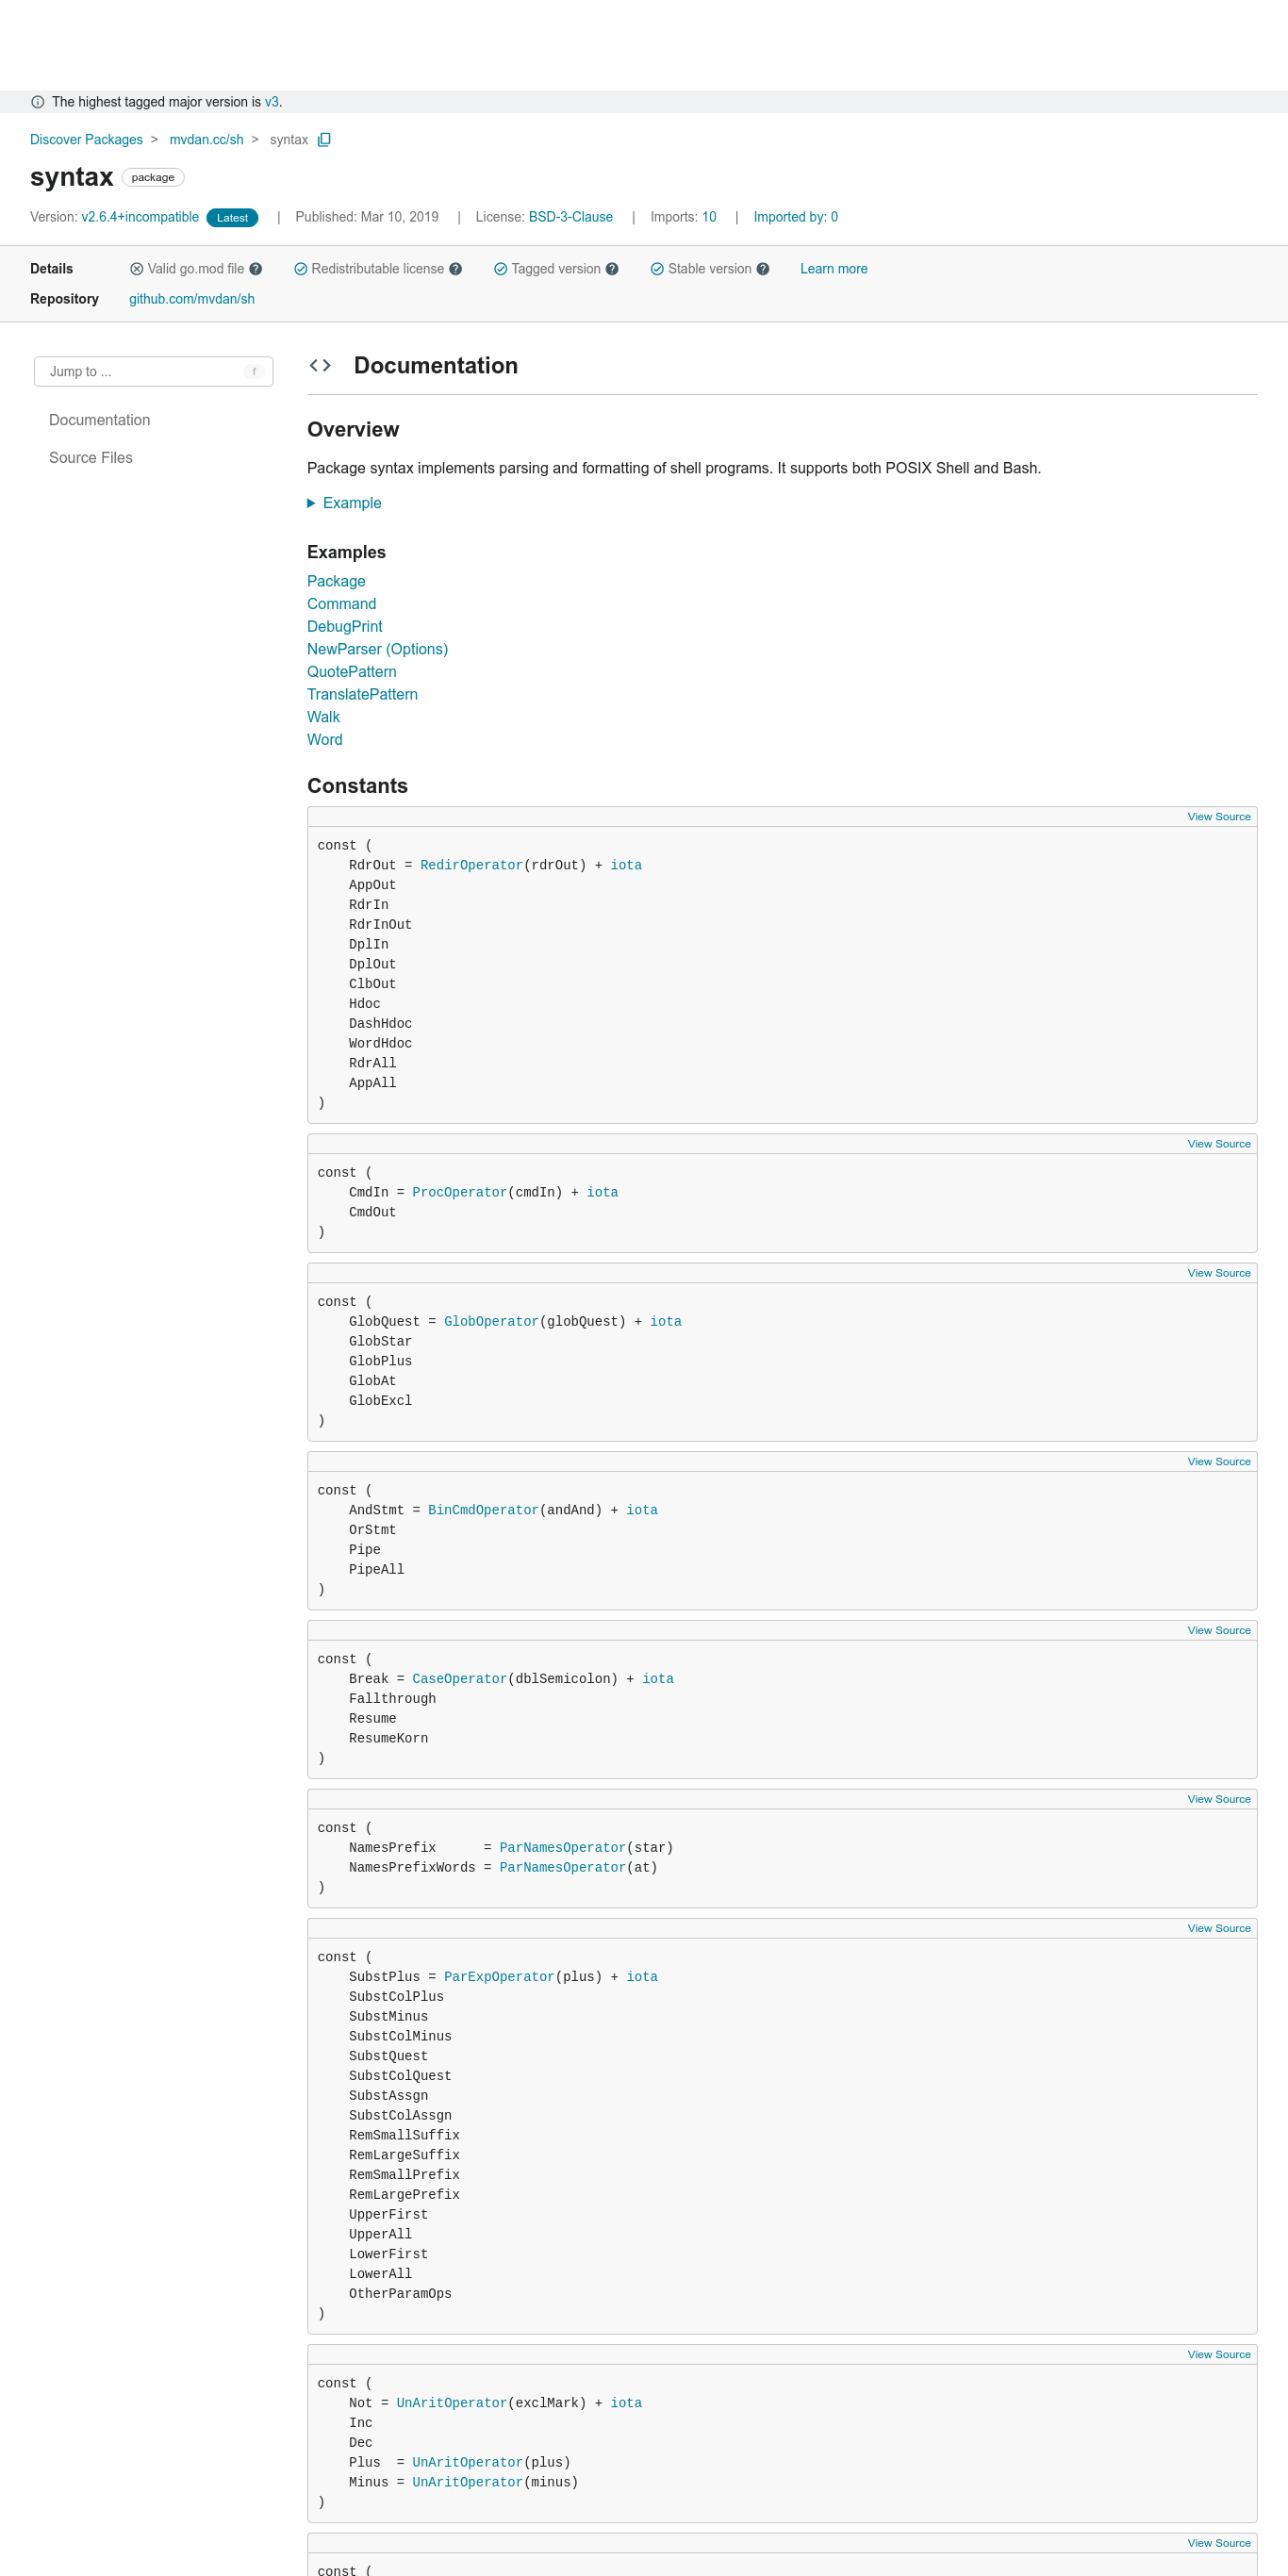 The highest tagged major version is v3.
Discover Packages > mvdan.cc/sh > syntax
syntax package
Version: v2.6.4+incompatible Latest | Published: Mar 10, 2019 | License: BSD-3-Clause | Imports: 10 | Imported by: 0
Details Valid go.mod file Redistributable license Tagged version Stable version Learn more
Repository github.com/mvdan/sh
Jump to ... f
Documentation
Source Files
Documentation
Overview
Package syntax implements parsing and formatting of shell programs. It supports both POSIX Shell and Bash.
Example
Examples
Package
Command
DebugPrint
NewParser (Options)
QuotePattern
TranslatePattern
Walk
Word
Constants
View Source
const (
    RdrOut = RedirOperator(rdrOut) + iota
    AppOut
    RdrIn
    RdrInOut
    DplIn
    DplOut
    ClbOut
    Hdoc
    DashHdoc
    WordHdoc
    RdrAll
    AppAll
)
View Source
const (
    CmdIn = ProcOperator(cmdIn) + iota
    CmdOut
)
View Source
const (
    GlobQuest = GlobOperator(globQuest) + iota
    GlobStar
    GlobPlus
    GlobAt
    GlobExcl
)
View Source
const (
    AndStmt = BinCmdOperator(andAnd) + iota
    OrStmt
    Pipe
    PipeAll
)
View Source
const (
    Break = CaseOperator(dblSemicolon) + iota
    Fallthrough
    Resume
    ResumeKorn
)
View Source
const (
    NamesPrefix      = ParNamesOperator(star)
    NamesPrefixWords = ParNamesOperator(at)
)
View Source
const (
    SubstPlus = ParExpOperator(plus) + iota
    SubstColPlus
    SubstMinus
    SubstColMinus
    SubstQuest
    SubstColQuest
    SubstAssgn
    SubstColAssgn
    RemSmallSuffix
    RemLargeSuffix
    RemSmallPrefix
    RemLargePrefix
    UpperFirst
    UpperAll
    LowerFirst
    LowerAll
    OtherParamOps
)
View Source
const (
    Not = UnAritOperator(exclMark) + iota
    Inc
    Dec
    Plus  = UnAritOperator(plus)
    Minus = UnAritOperator(minus)
)
View Source
const (